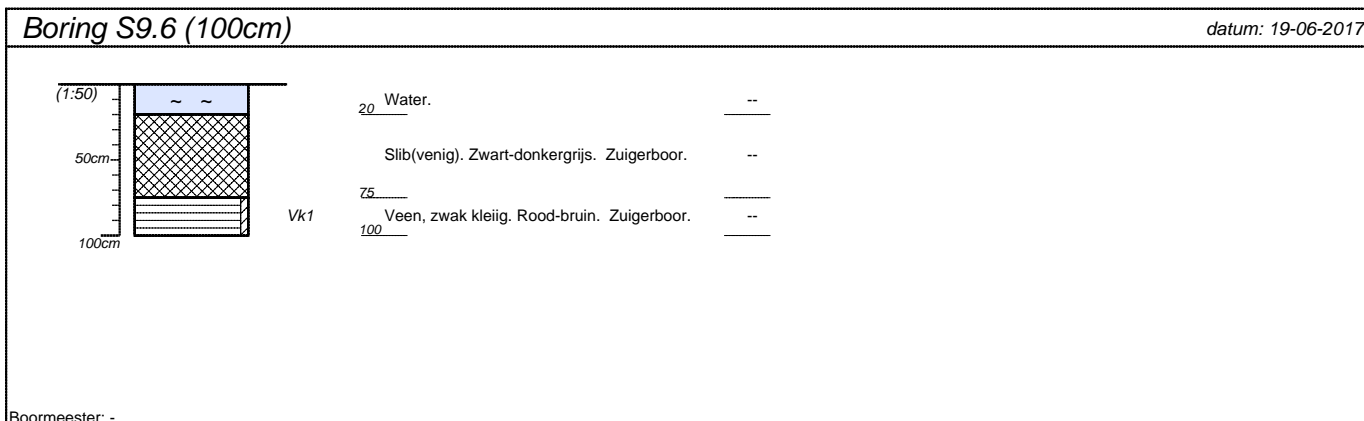 Boring S9.6 (100cm) datum: 19-06-2017
(1:50)
~ ~
20 Water. --
50cm
Slib(venig). Zwart-donkergrijs. Zuigerboor. --
75
Vk1 Veen, zwak kleiig. Rood-bruin. Zuigerboor. --
100
100cm
Boormeester: -